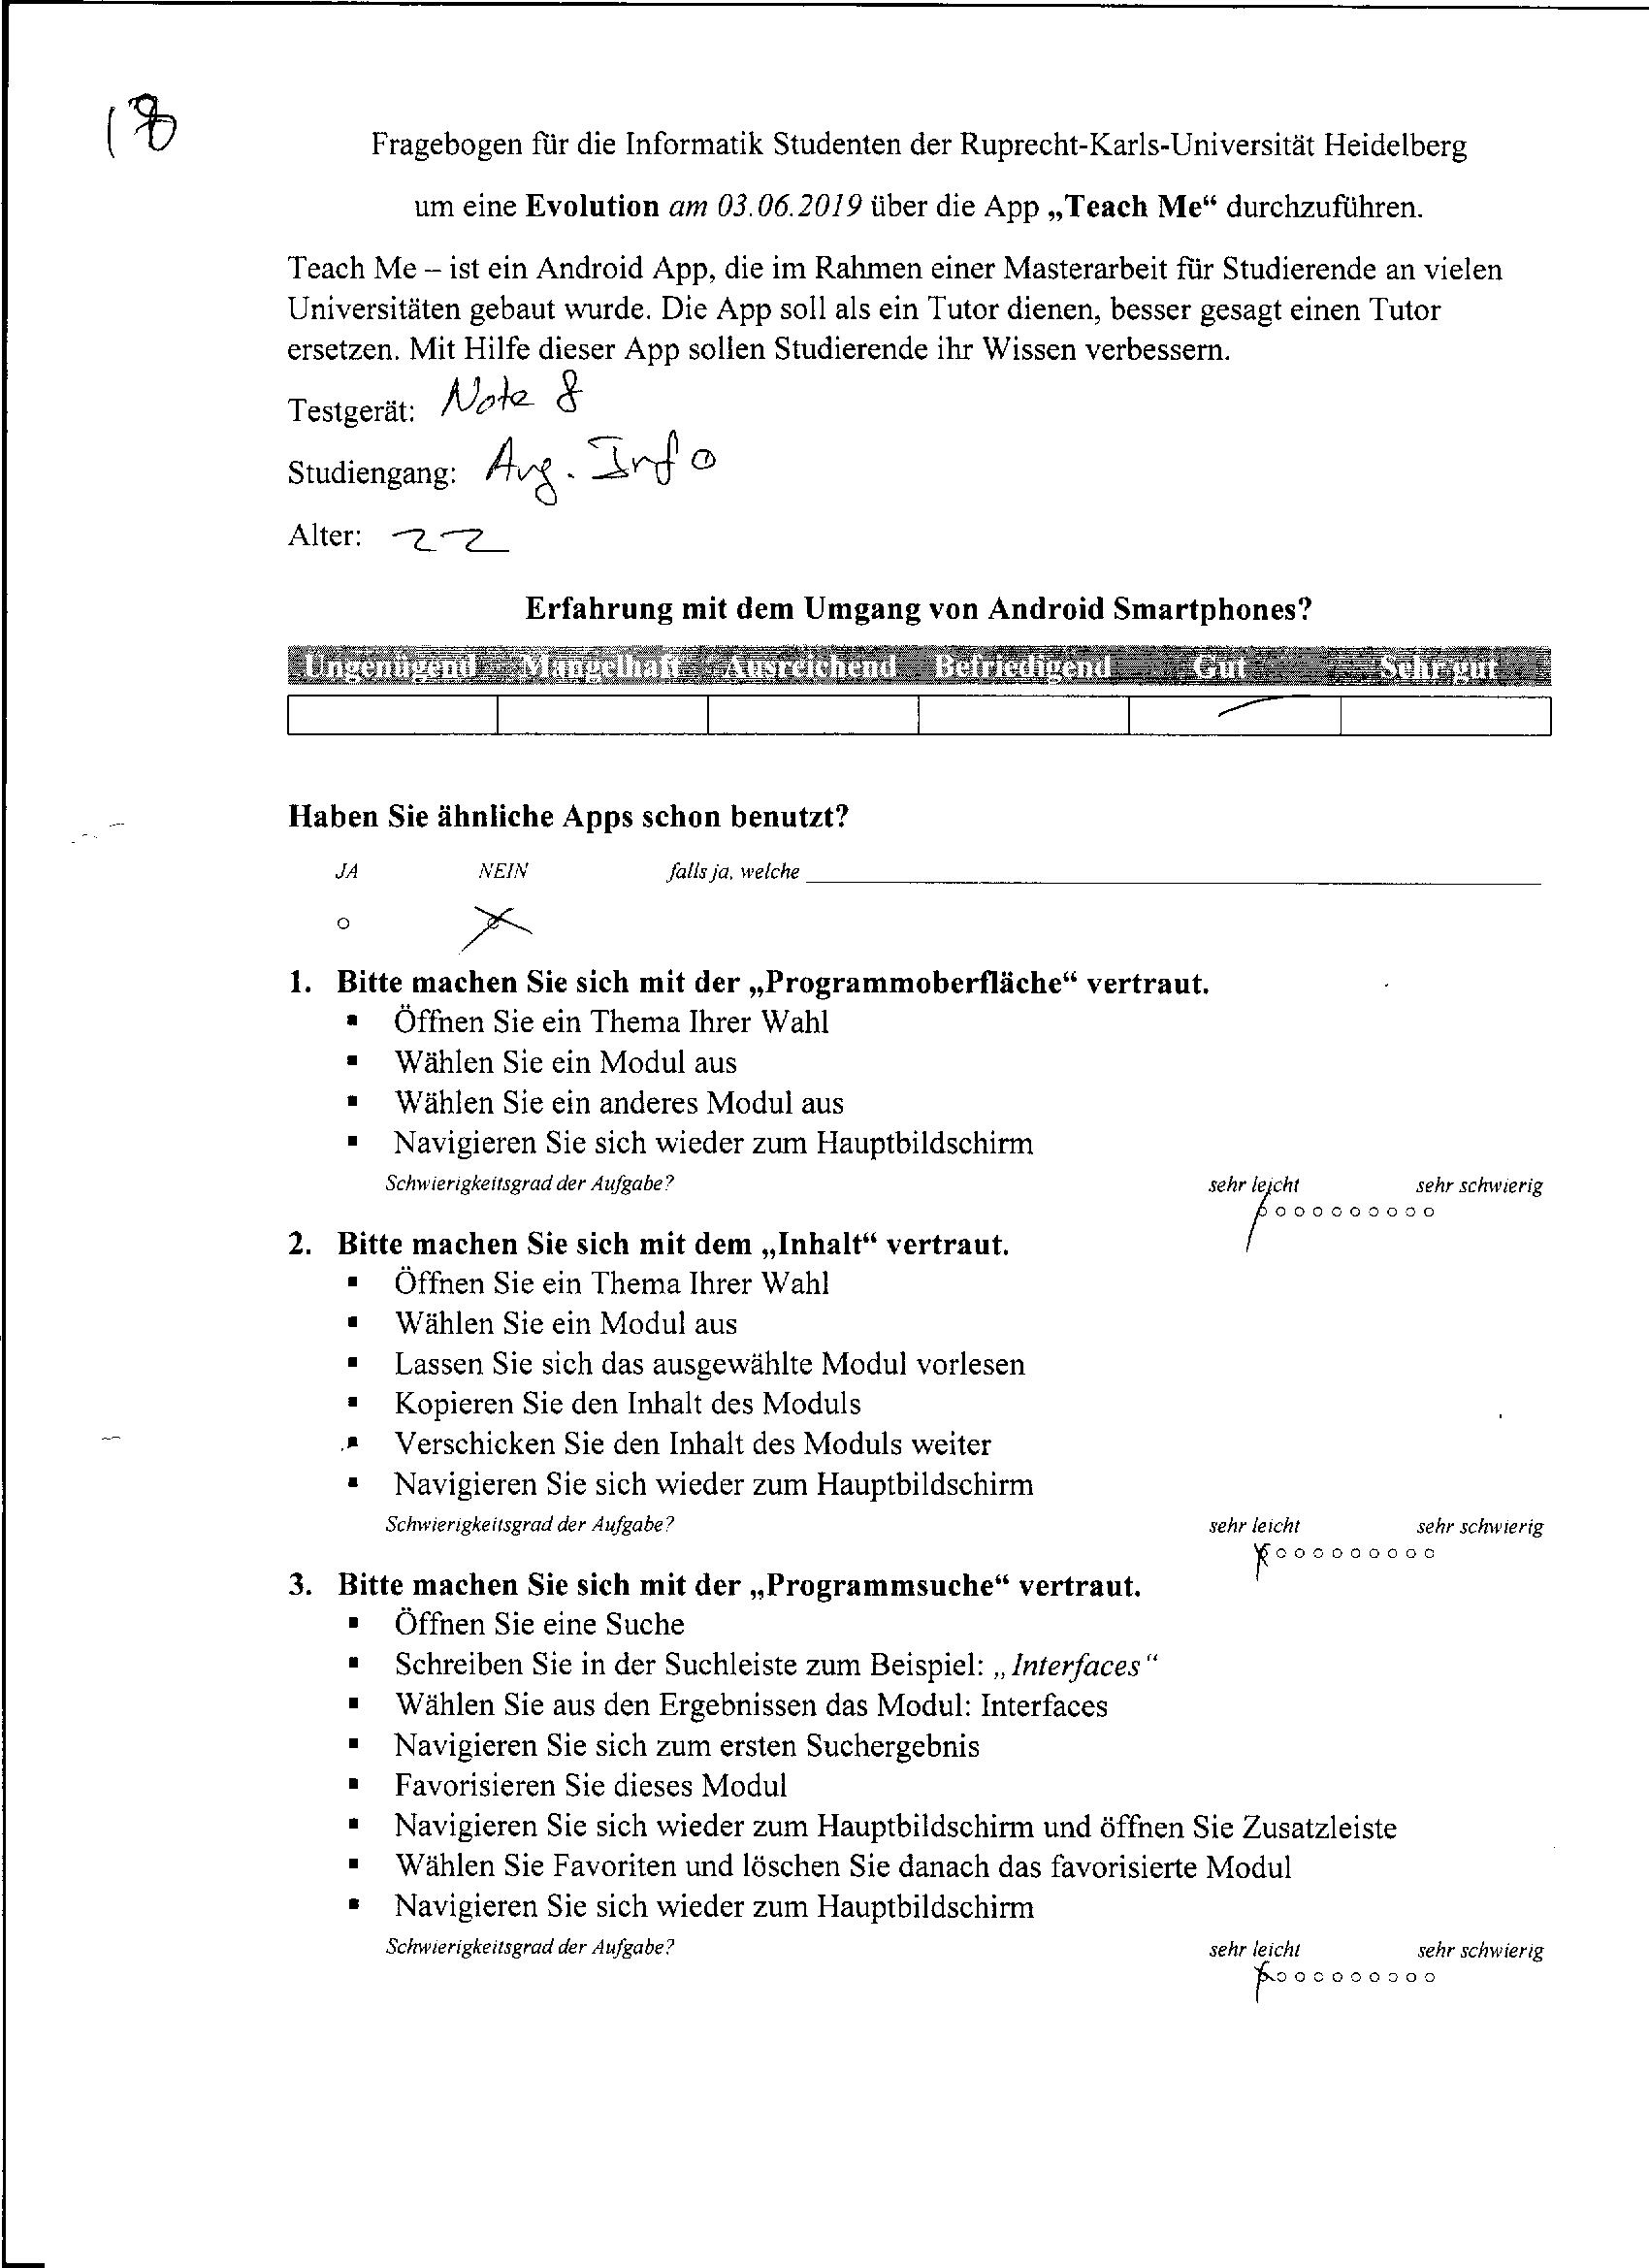 18
Fragebogen für die Informatik Studenten der Ruprecht-Karls-Universität Heidelberg
um eine Evolution am 03.06.2019 über die App „Teach Me“ durchzuführen.
Teach Me – ist ein Android App, die im Rahmen einer Masterarbeit für Studierende an vielen
Universitäten gebaut wurde. Die App soll als ein Tutor dienen, besser gesagt einen Tutor
ersetzen. Mit Hilfe dieser App sollen Studierende ihr Wissen verbessern.
Testgerät: Note 8
Studiengang: Ang. Info
Alter: 22
Erfahrung mit dem Umgang von Android Smartphones?
Ungenügend Mangelhaft Ausreichend Befriedigend Gut Sehr gut
Haben Sie ähnliche Apps schon benutzt?
JA NEIN falls ja, welche
1. Bitte machen Sie sich mit der „Programmoberfläche“ vertraut.
▪ Öffnen Sie ein Thema Ihrer Wahl
▪ Wählen Sie ein Modul aus
▪ Wählen Sie ein anderes Modul aus
▪ Navigieren Sie sich wieder zum Hauptbildschirm
Schwierigkeitsgrad der Aufgabe? sehr leicht sehr schwierig
2. Bitte machen Sie sich mit dem „Inhalt“ vertraut.
▪ Öffnen Sie ein Thema Ihrer Wahl
▪ Wählen Sie ein Modul aus
▪ Lassen Sie sich das ausgewählte Modul vorlesen
▪ Kopieren Sie den Inhalt des Moduls
▪ Verschicken Sie den Inhalt des Moduls weiter
▪ Navigieren Sie sich wieder zum Hauptbildschirm
Schwierigkeitsgrad der Aufgabe? sehr leicht sehr schwierig
3. Bitte machen Sie sich mit der „Programmsuche“ vertraut.
▪ Öffnen Sie eine Suche
▪ Schreiben Sie in der Suchleiste zum Beispiel: „Interfaces“
▪ Wählen Sie aus den Ergebnissen das Modul: Interfaces
▪ Navigieren Sie sich zum ersten Suchergebnis
▪ Favorisieren Sie dieses Modul
▪ Navigieren Sie sich wieder zum Hauptbildschirm und öffnen Sie Zusatzleiste
▪ Wählen Sie Favoriten und löschen Sie danach das favorisierte Modul
▪ Navigieren Sie sich wieder zum Hauptbildschirm
Schwierigkeitsgrad der Aufgabe? sehr leicht sehr schwierig